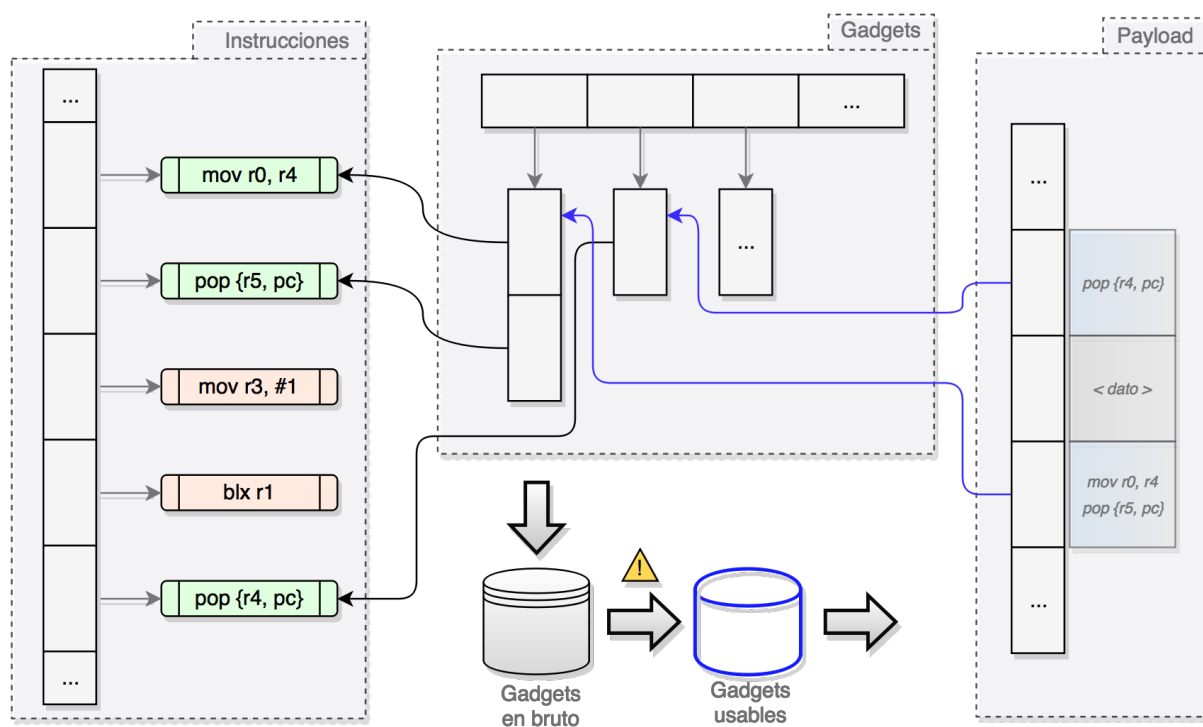 Instrucciones
...
mov r0, r4
pop {r5, pc}
mov r3, #1
blx r1
pop {r4, pc}
...
Gadgets
...
...
Gadgets
en bruto
Gadgets
usables
Payload
...
pop {r4, pc}
< dato >
mov r0, r4
pop {r5, pc}
...